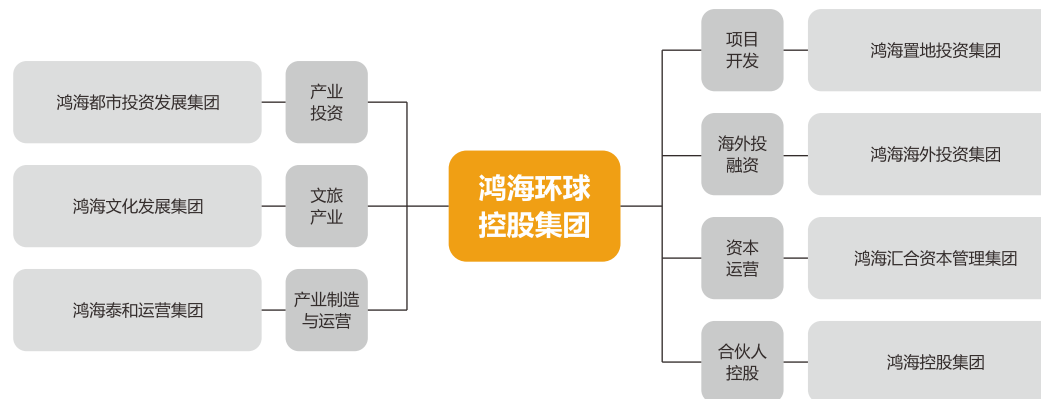 鸿海都市投资发展集团
产业
投资
鸿海文化发展集团
文旅
产业
鸿海泰和运营集团
产业制造
与运营
鸿海环球
控股集团
项目
开发
鸿海置地投资集团
海外投
融资
鸿海海外投资集团
资本
运营
鸿海汇合资本管理集团
合伙人
控股
鸿海控股集团